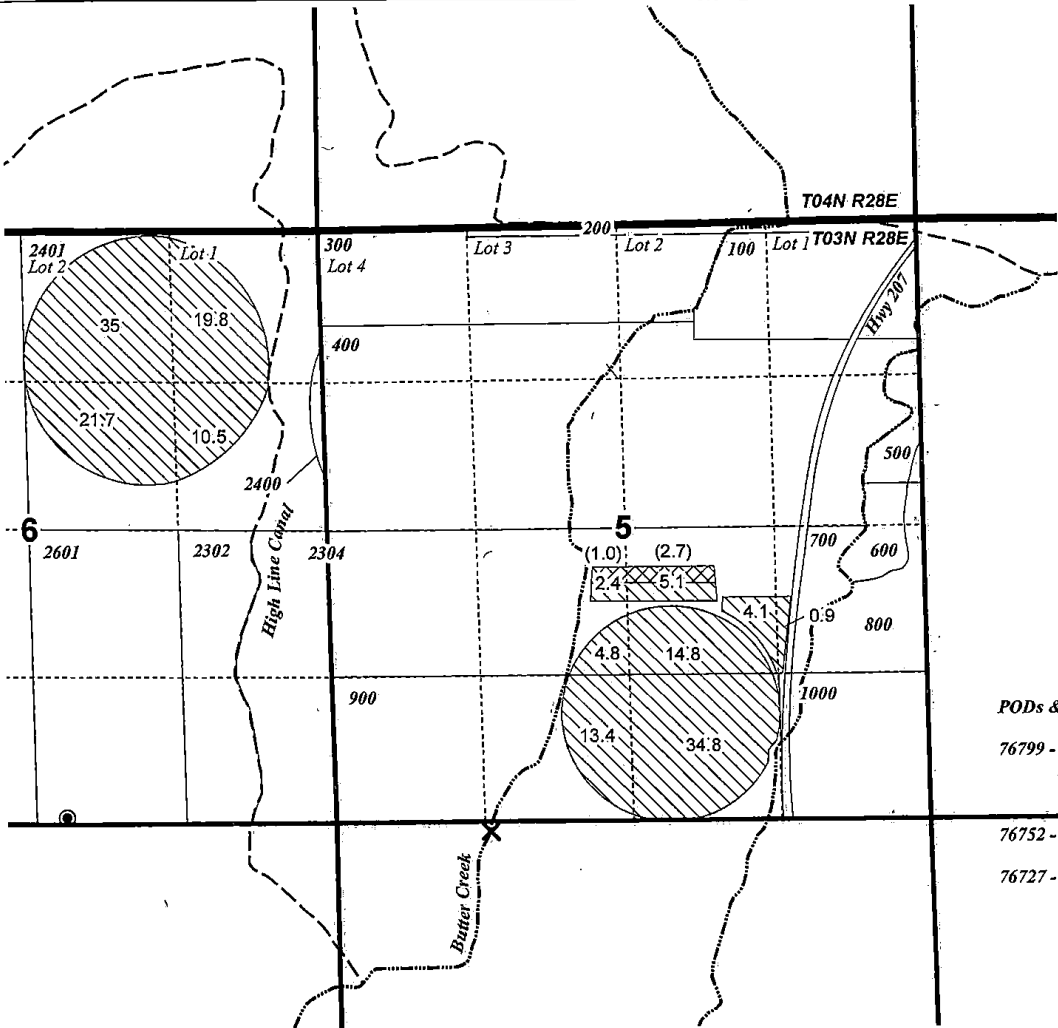 T04N R28E
200
T03N R28E
2401
Lot 2
Lot 1
300
Lot 4
Lot 3
Lot 2
100
Lot 1
Hwy 207
35
19.8
400
21.7
10.5
2400
500
High Line Canal
6
5
2601
2302
2304
(1.0)
(2.7)
700
600
2.4
5.1
4.1
0.9
800
4.8
14.8
900
1000
13.4
34.8
PODs &
76799 -
76752 -
76727 -
Butter Creek